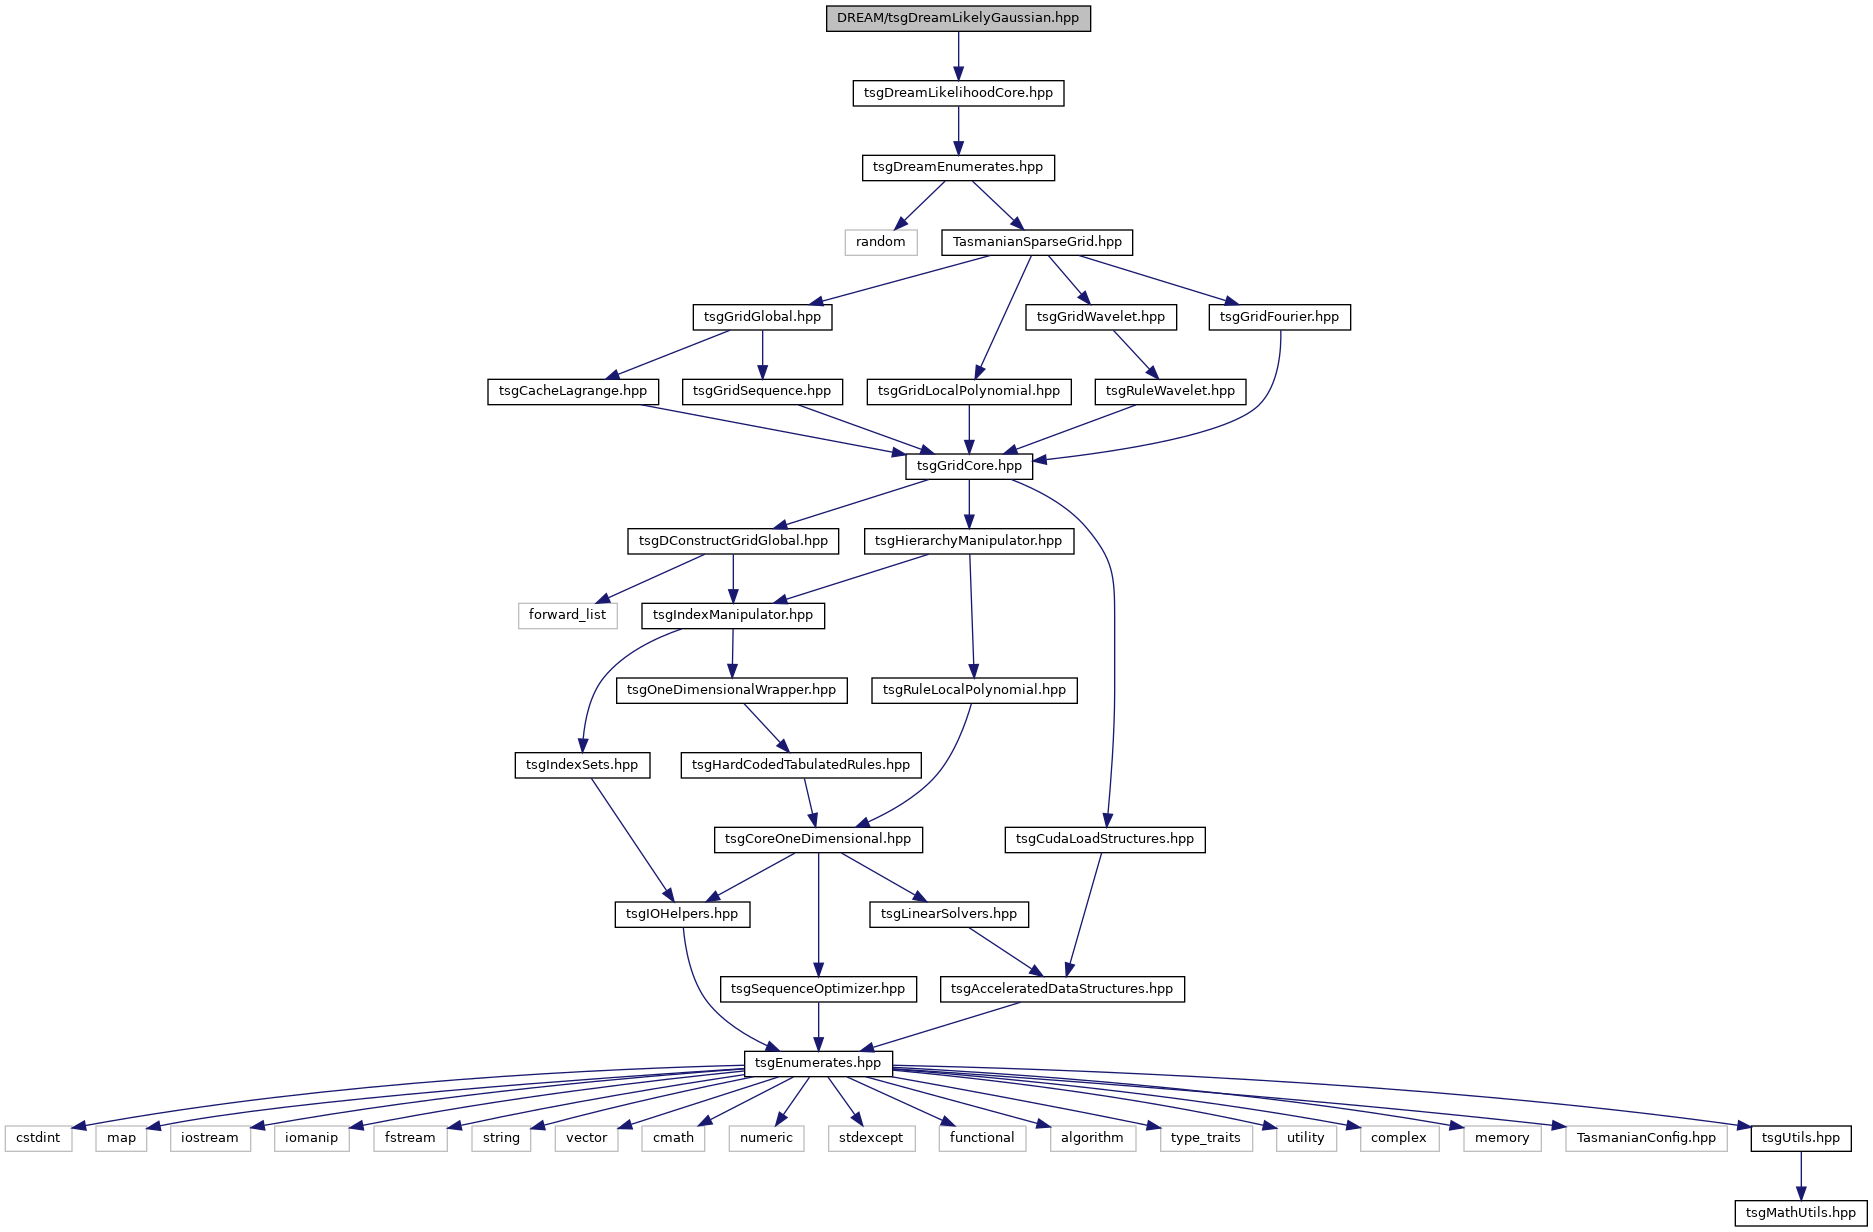 DREAM/tsgDreamLikelyGaussian.hpp
tsgDreamLikelihoodCore.hpp
tsgDreamEnumerates.hpp
random
TasmanianSparseGrid.hpp
tsgGridGlobal.hpp
tsgGridWavelet.hpp
tsgGridFourier.hpp
tsgCacheLagrange.hpp
tsgGridSequence.hpp
tsgGridLocalPolynomial.hpp
tsgRuleWavelet.hpp
tsgGridCore.hpp
tsgDConstructGridGlobal.hpp
tsgHierarchyManipulator.hpp
forward_list
tsgIndexManipulator.hpp
tsgOneDimensionalWrapper.hpp
tsgRuleLocalPolynomial.hpp
tsgIndexSets.hpp
tsgHardCodedTabulatedRules.hpp
tsgCoreOneDimensional.hpp
tsgCudaLoadStructures.hpp
tsgIOHelpers.hpp
tsgLinearSolvers.hpp
tsgSequenceOptimizer.hpp
tsgAcceleratedDataStructures.hpp
tsgEnumerates.hpp
cstdint
map
iostream
iomanip
fstream
string
vector
cmath
numeric
stdexcept
functional
algorithm
type_traits
utility
complex
memory
TasmanianConfig.hpp
tsgUtils.hpp
tsgMathUtils.hpp